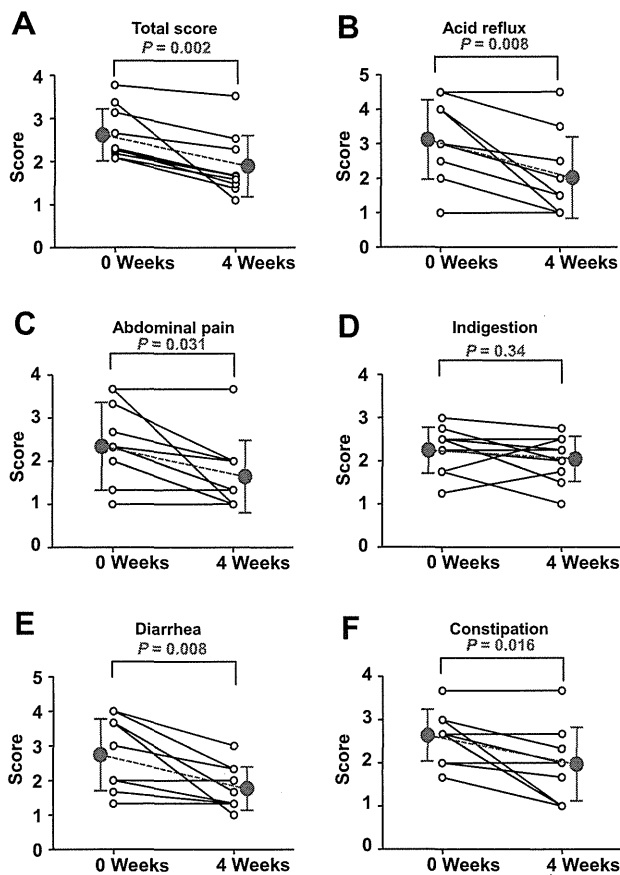 A
Total score
P = 0.002
Score
4
3
2
1
0
0 Weeks
4 Weeks
B
Acid reflux
P = 0.008
Score
5
4
3
2
1
0
0 Weeks
4 Weeks
C
Abdominal pain
P = 0.031
Score
4
3
2
1
0
0 Weeks
4 Weeks
D
Indigestion
P = 0.34
Score
4
3
2
1
0
0 Weeks
4 Weeks
E
Diarrhea
P = 0.008
Score
5
4
3
2
1
0
0 Weeks
4 Weeks
F
Constipation
P = 0.016
Score
4
3
2
1
0
0 Weeks
4 Weeks